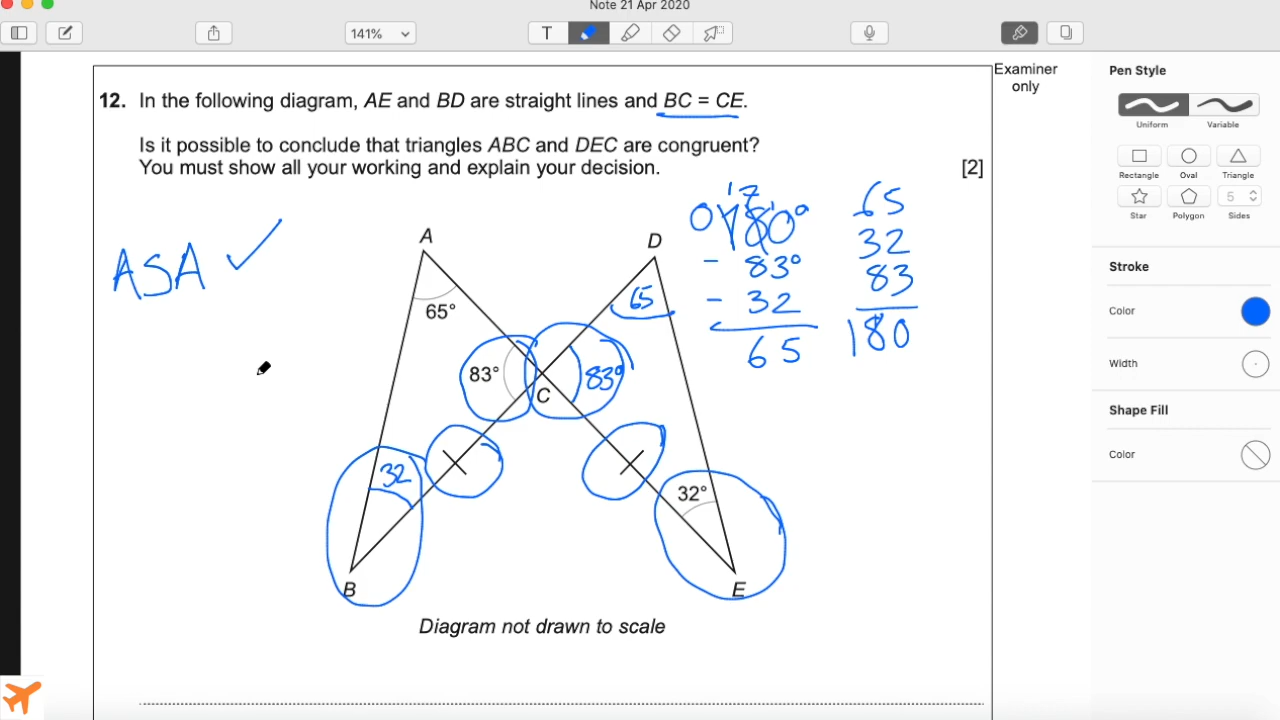 Note 21 Apr 2020
141%
T
Examiner
only
12. In the following diagram, AE and BD are straight lines and BC = CE.
Is it possible to conclude that triangles ABC and DEC are congruent?
You must show all your working and explain your decision. [2]
ASA ✓
A
65°
83°
C
83°
D
65
32
B
32°
E
17
0180°
- 83°
- 32
65
65
32
83
180
Diagram not drawn to scale
Pen Style
Uniform Variable
Rectangle Oval Triangle
5
Star Polygon Sides
Stroke
Color
Width
Shape Fill
Color